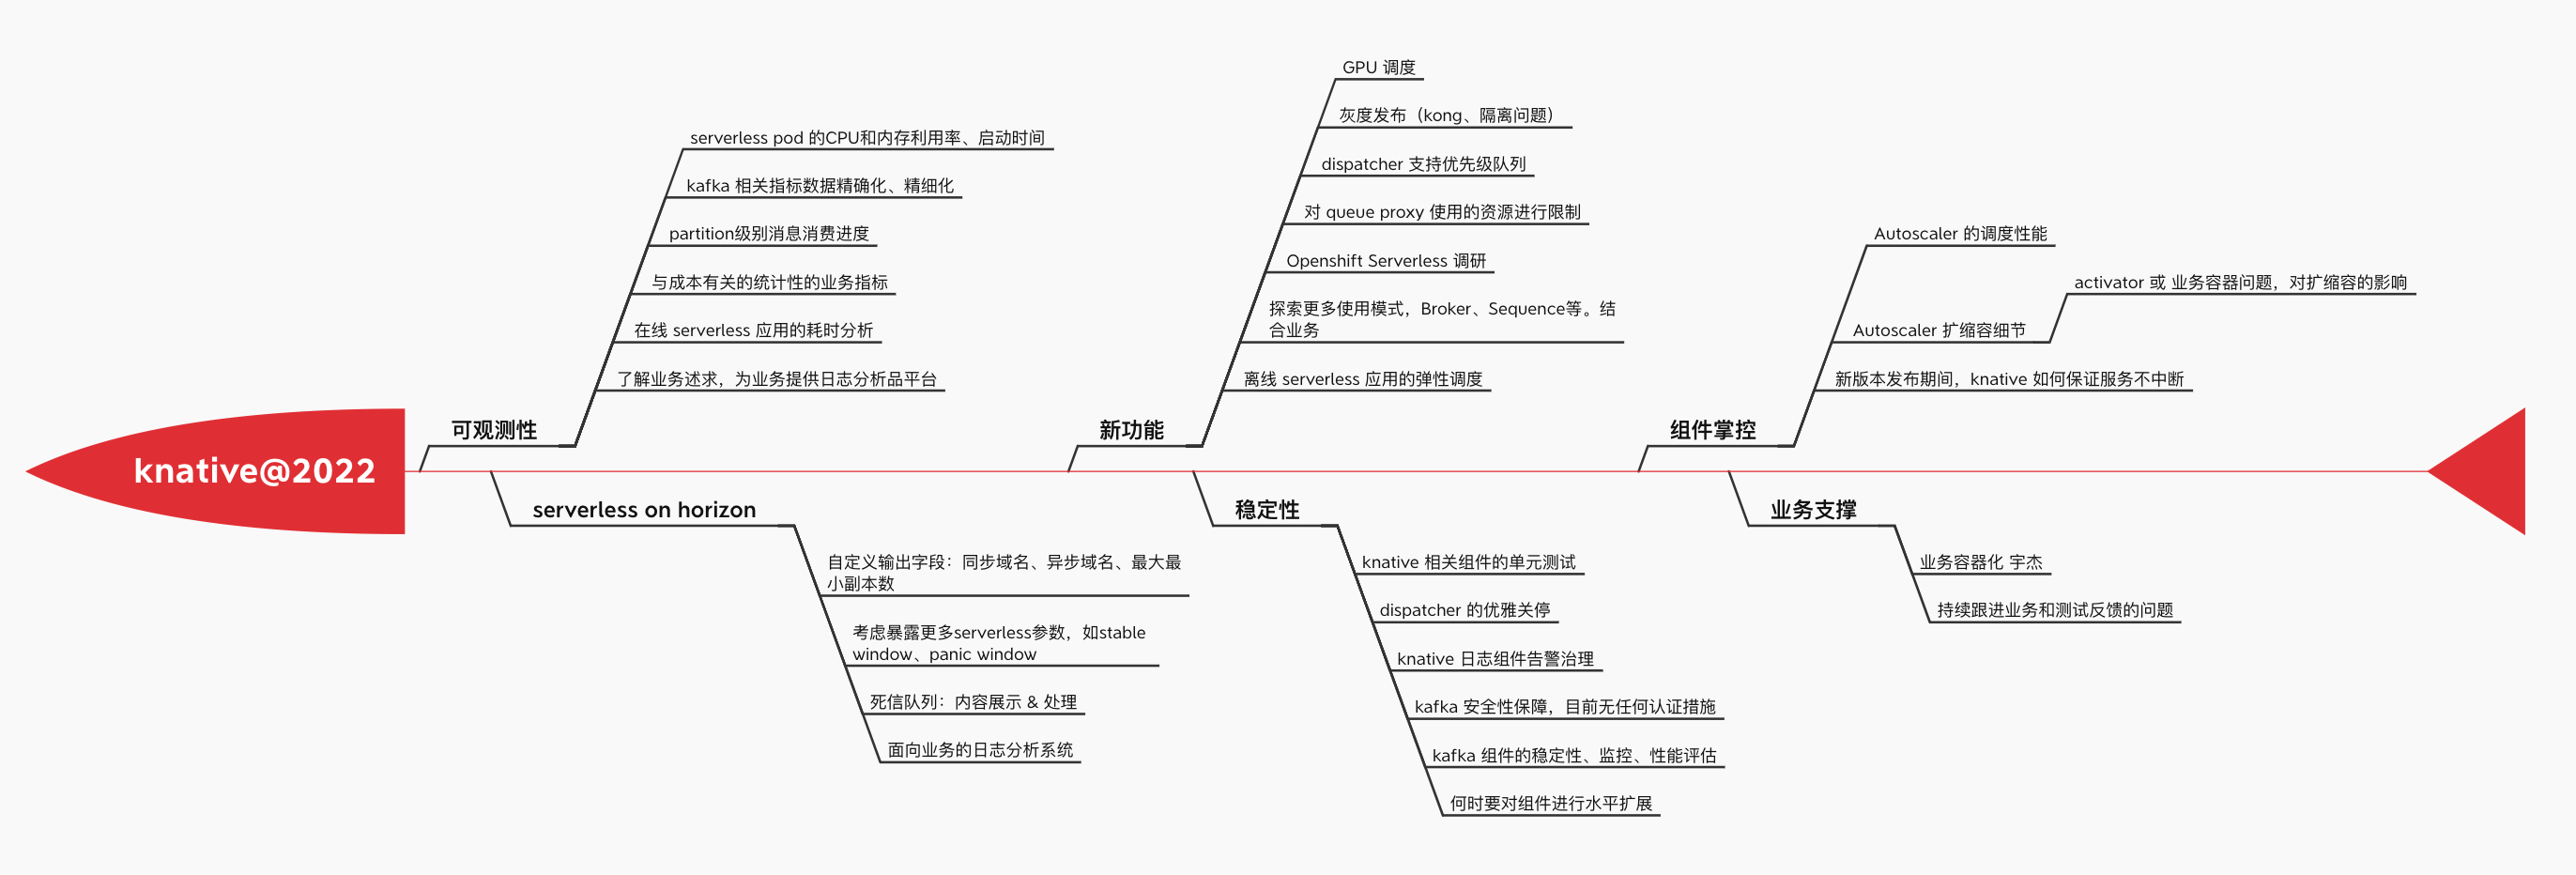 knative@2022
可观测性
serverless pod 的CPU和内存利用率、启动时间
kafka 相关指标数据精确化、精细化
partition级别消息消费进度
与成本有关的统计性的业务指标
在线 serverless 应用的耗时分析
了解业务述求，为业务提供日志分析品平台
serverless on horizon
自定义输出字段：同步域名、异步域名、最大最
小副本数
考虑暴露更多serverless参数，如stable
window、panic window
死信队列：内容展示 & 处理
面向业务的日志分析系统
新功能
GPU 调度
灰度发布（kong、隔离问题）
dispatcher 支持优先级队列
对 queue proxy 使用的资源进行限制
Openshift Serverless 调研
探索更多使用模式，Broker、Sequence等。结
合业务
离线 serverless 应用的弹性调度
稳定性
knative 相关组件的单元测试
dispatcher 的优雅关停
knative 日志组件告警治理
kafka 安全性保障，目前无任何认证措施
kafka 组件的稳定性、监控、性能评估
何时要对组件进行水平扩展
组件掌控
Autoscaler 的调度性能
Autoscaler 扩缩容细节
activator 或 业务容器问题，对扩缩容的影响
新版本发布期间，knative 如何保证服务不中断
业务支撑
业务容器化 宇杰
持续跟进业务和测试反馈的问题